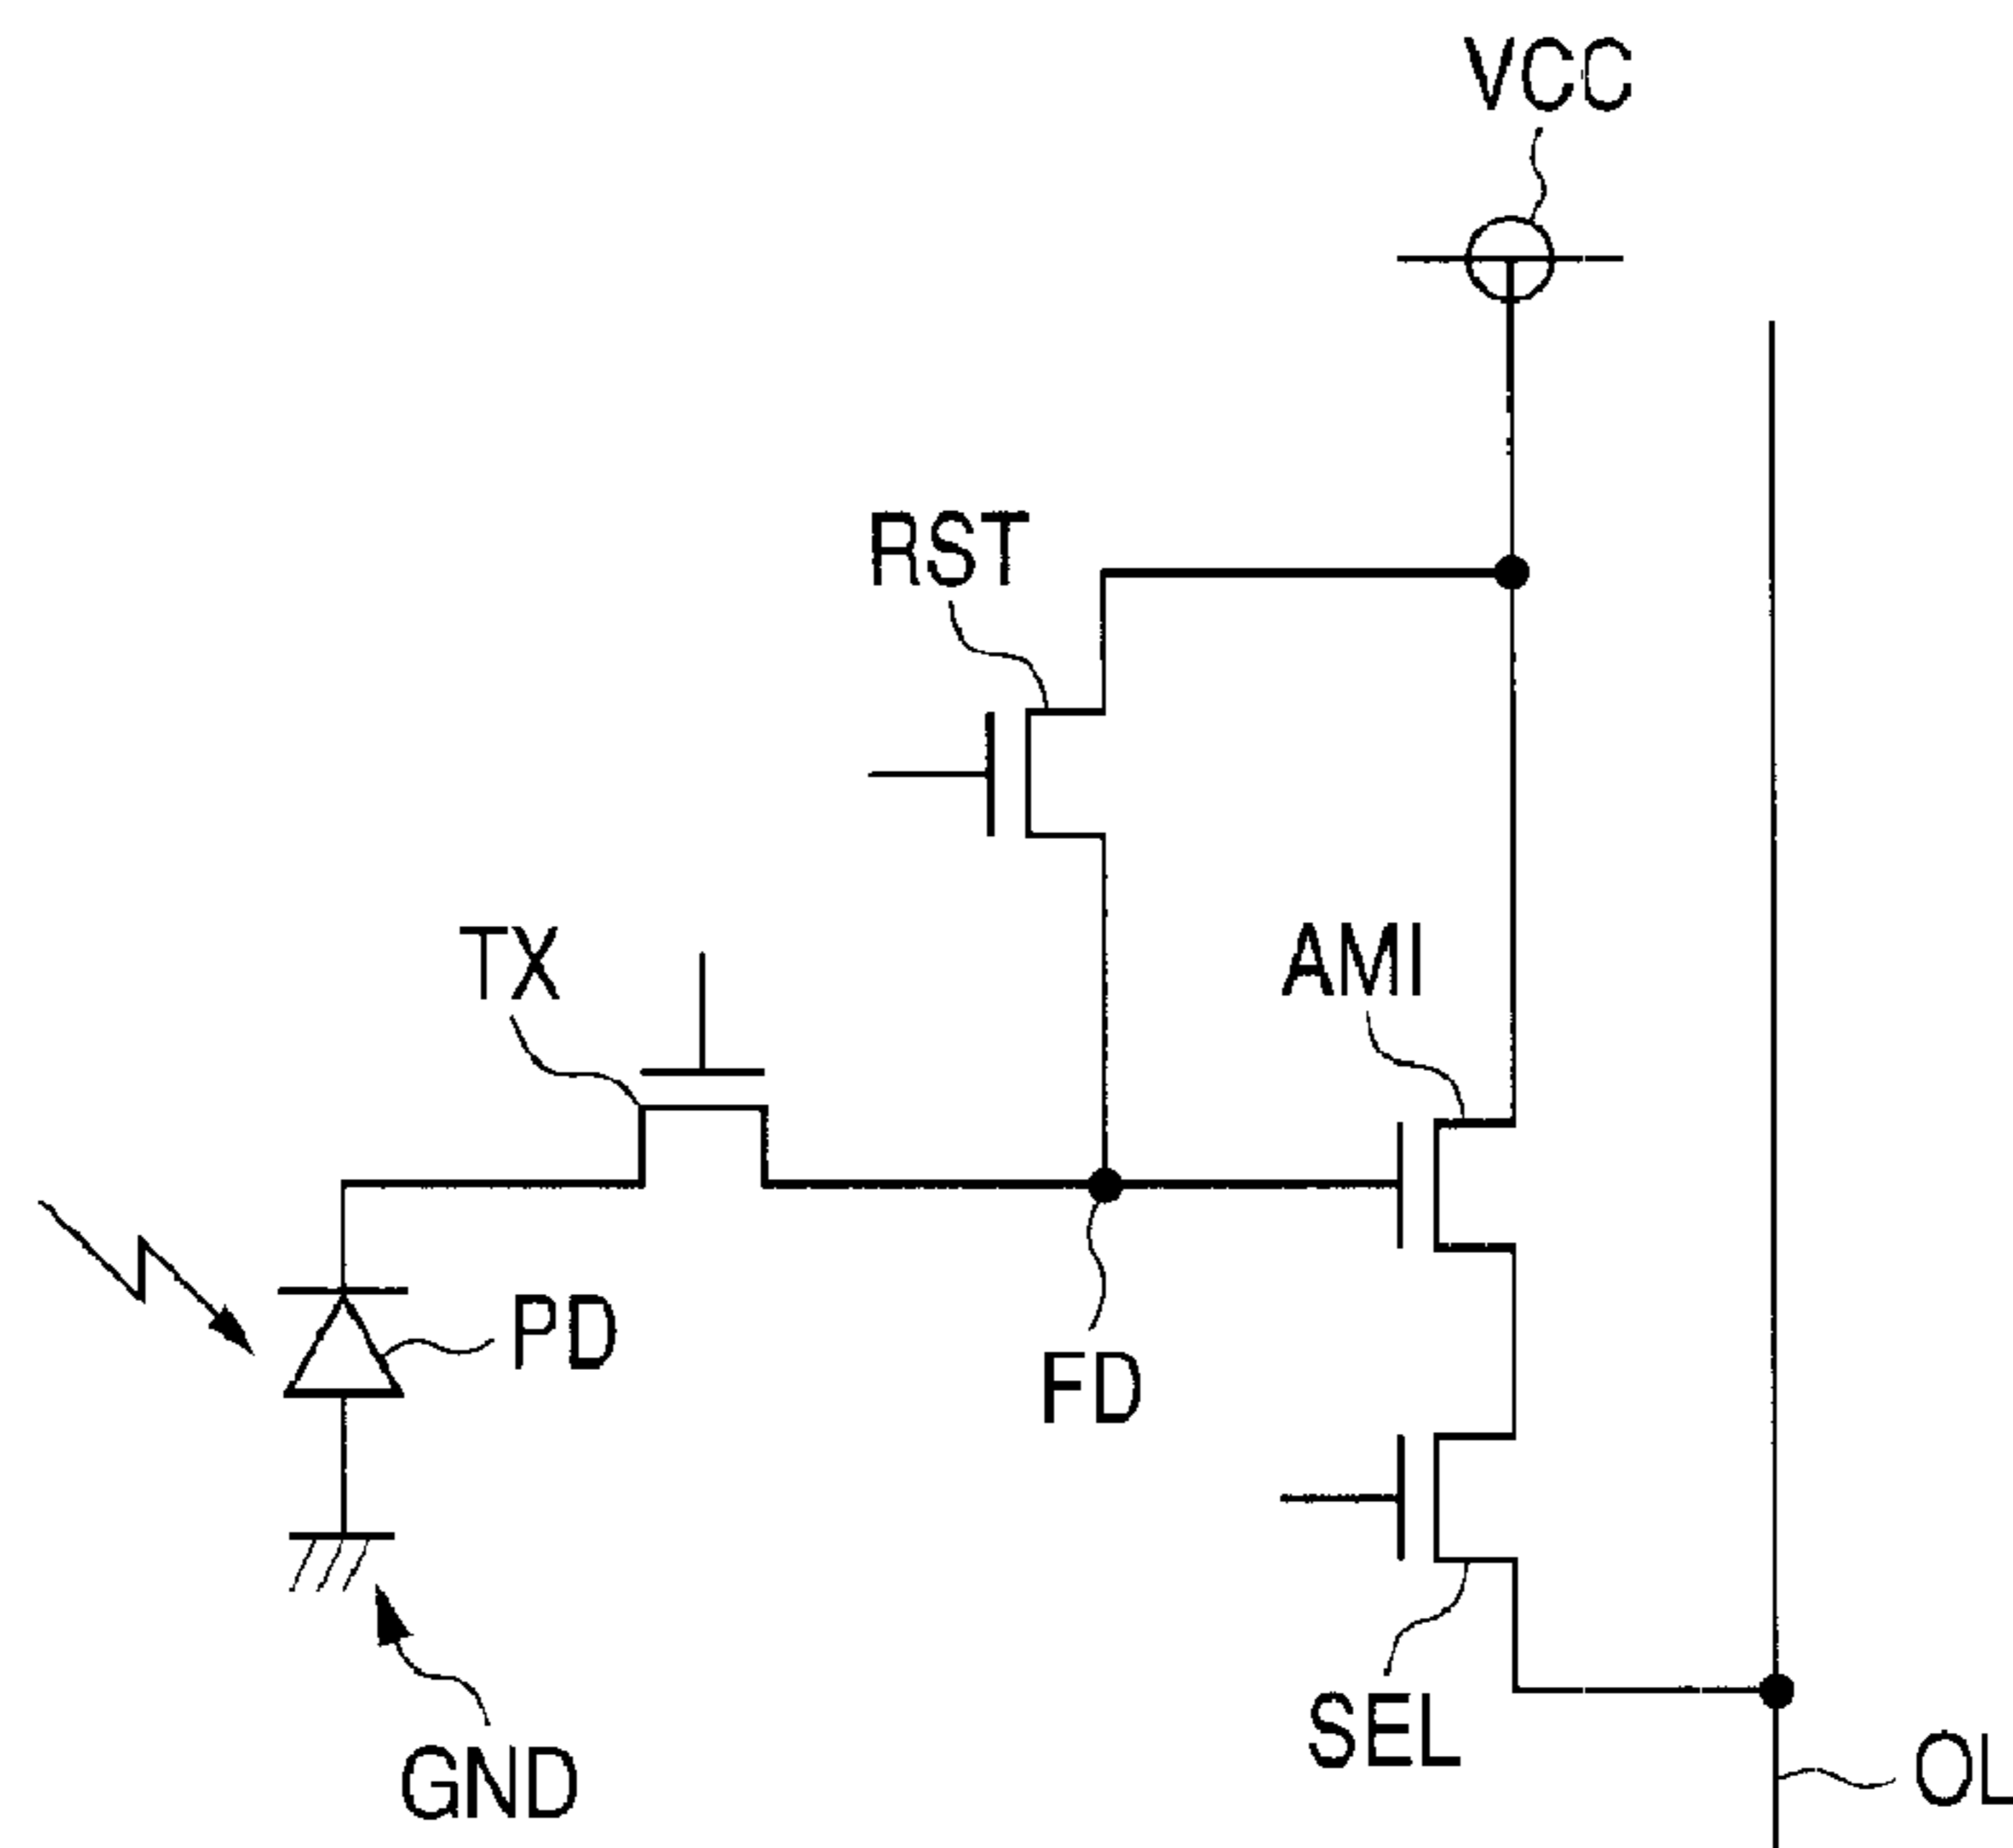 VCC
RST
TX
AMI
PD
FD
SEL
GND
OL